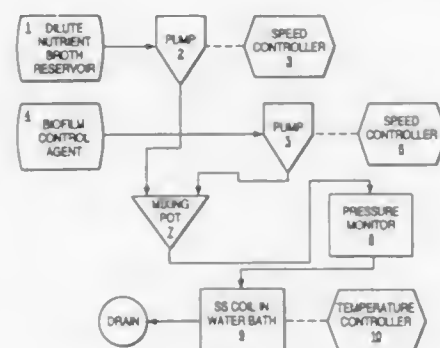 1 DILUTE
NUTRIENT
BROTH
RESERVOIR
PUMP
2
SPEED
CONTROLLER
3
4
BIOFILM
CONTROL
AGENT
PUMP
5
SPEED
CONTROLLER
6
MIXING
POT
7
PRESSURE
MONITOR
8
DRAIN
SS COIL IN
WATER BATH
9
TEMPERATURE
CONTROLLER
10